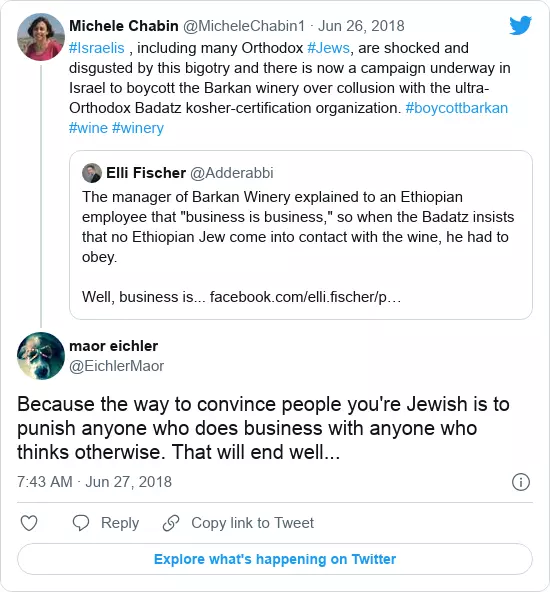 Michele Chabin @MicheleChabin1 · Jun 26, 2018
#Israelis , including many Orthodox #Jews, are shocked and
disgusted by this bigotry and there is now a campaign underway in
Israel to boycott the Barkan winery over collusion with the ultra-
Orthodox Badatz kosher-certification organization. #boycottbarkan
#wine #winery
Elli Fischer @Adderabbi
The manager of Barkan Winery explained to an Ethiopian
employee that "business is business," so when the Badatz insists
that no Ethiopian Jew come into contact with the wine, he had to
obey.
Well, business is... facebook.com/elli.fischer/p…
maor eichler
@EichlerMaor
Because the way to convince people you're Jewish is to
punish anyone who does business with anyone who
thinks otherwise. That will end well...
7:43 AM · Jun 27, 2018
Reply
Copy link to Tweet
Explore what's happening on Twitter